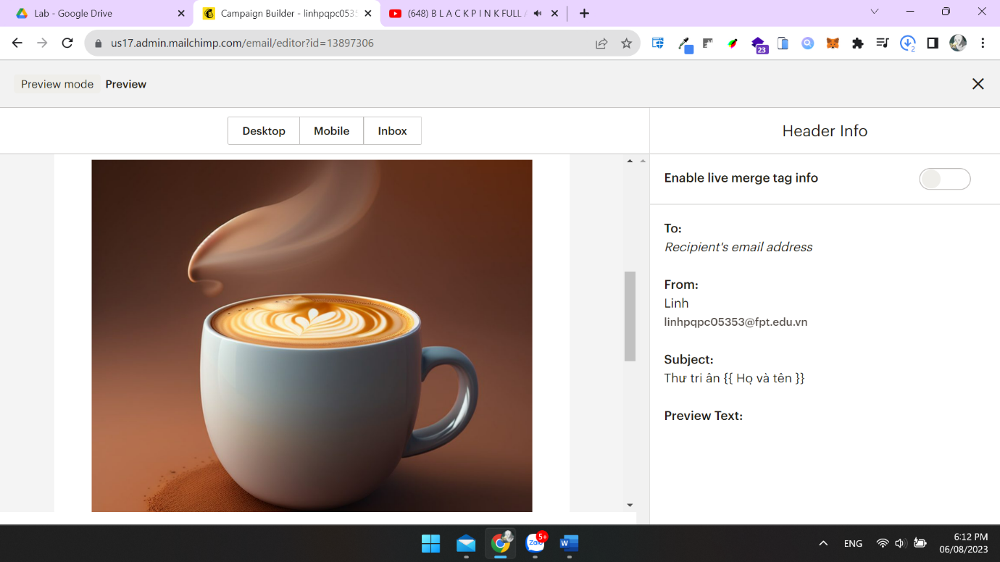 Lab - Google Drive
Campaign Builder - linhpqpc0535
(648) B L A C K P I N K FULL
us17.admin.mailchimp.com/email/editor?id=13897306
23
2
Preview mode Preview
Desktop Mobile Inbox
Header Info
Enable live merge tag info
To:
Recipient's email address
From:
Linh
linhpqpc05353@fpt.edu.vn
Subject:
Thư tri ân {{ Họ và tên }}
Preview Text:
Zalo
5+
W
ENG
6:12 PM
06/08/2023